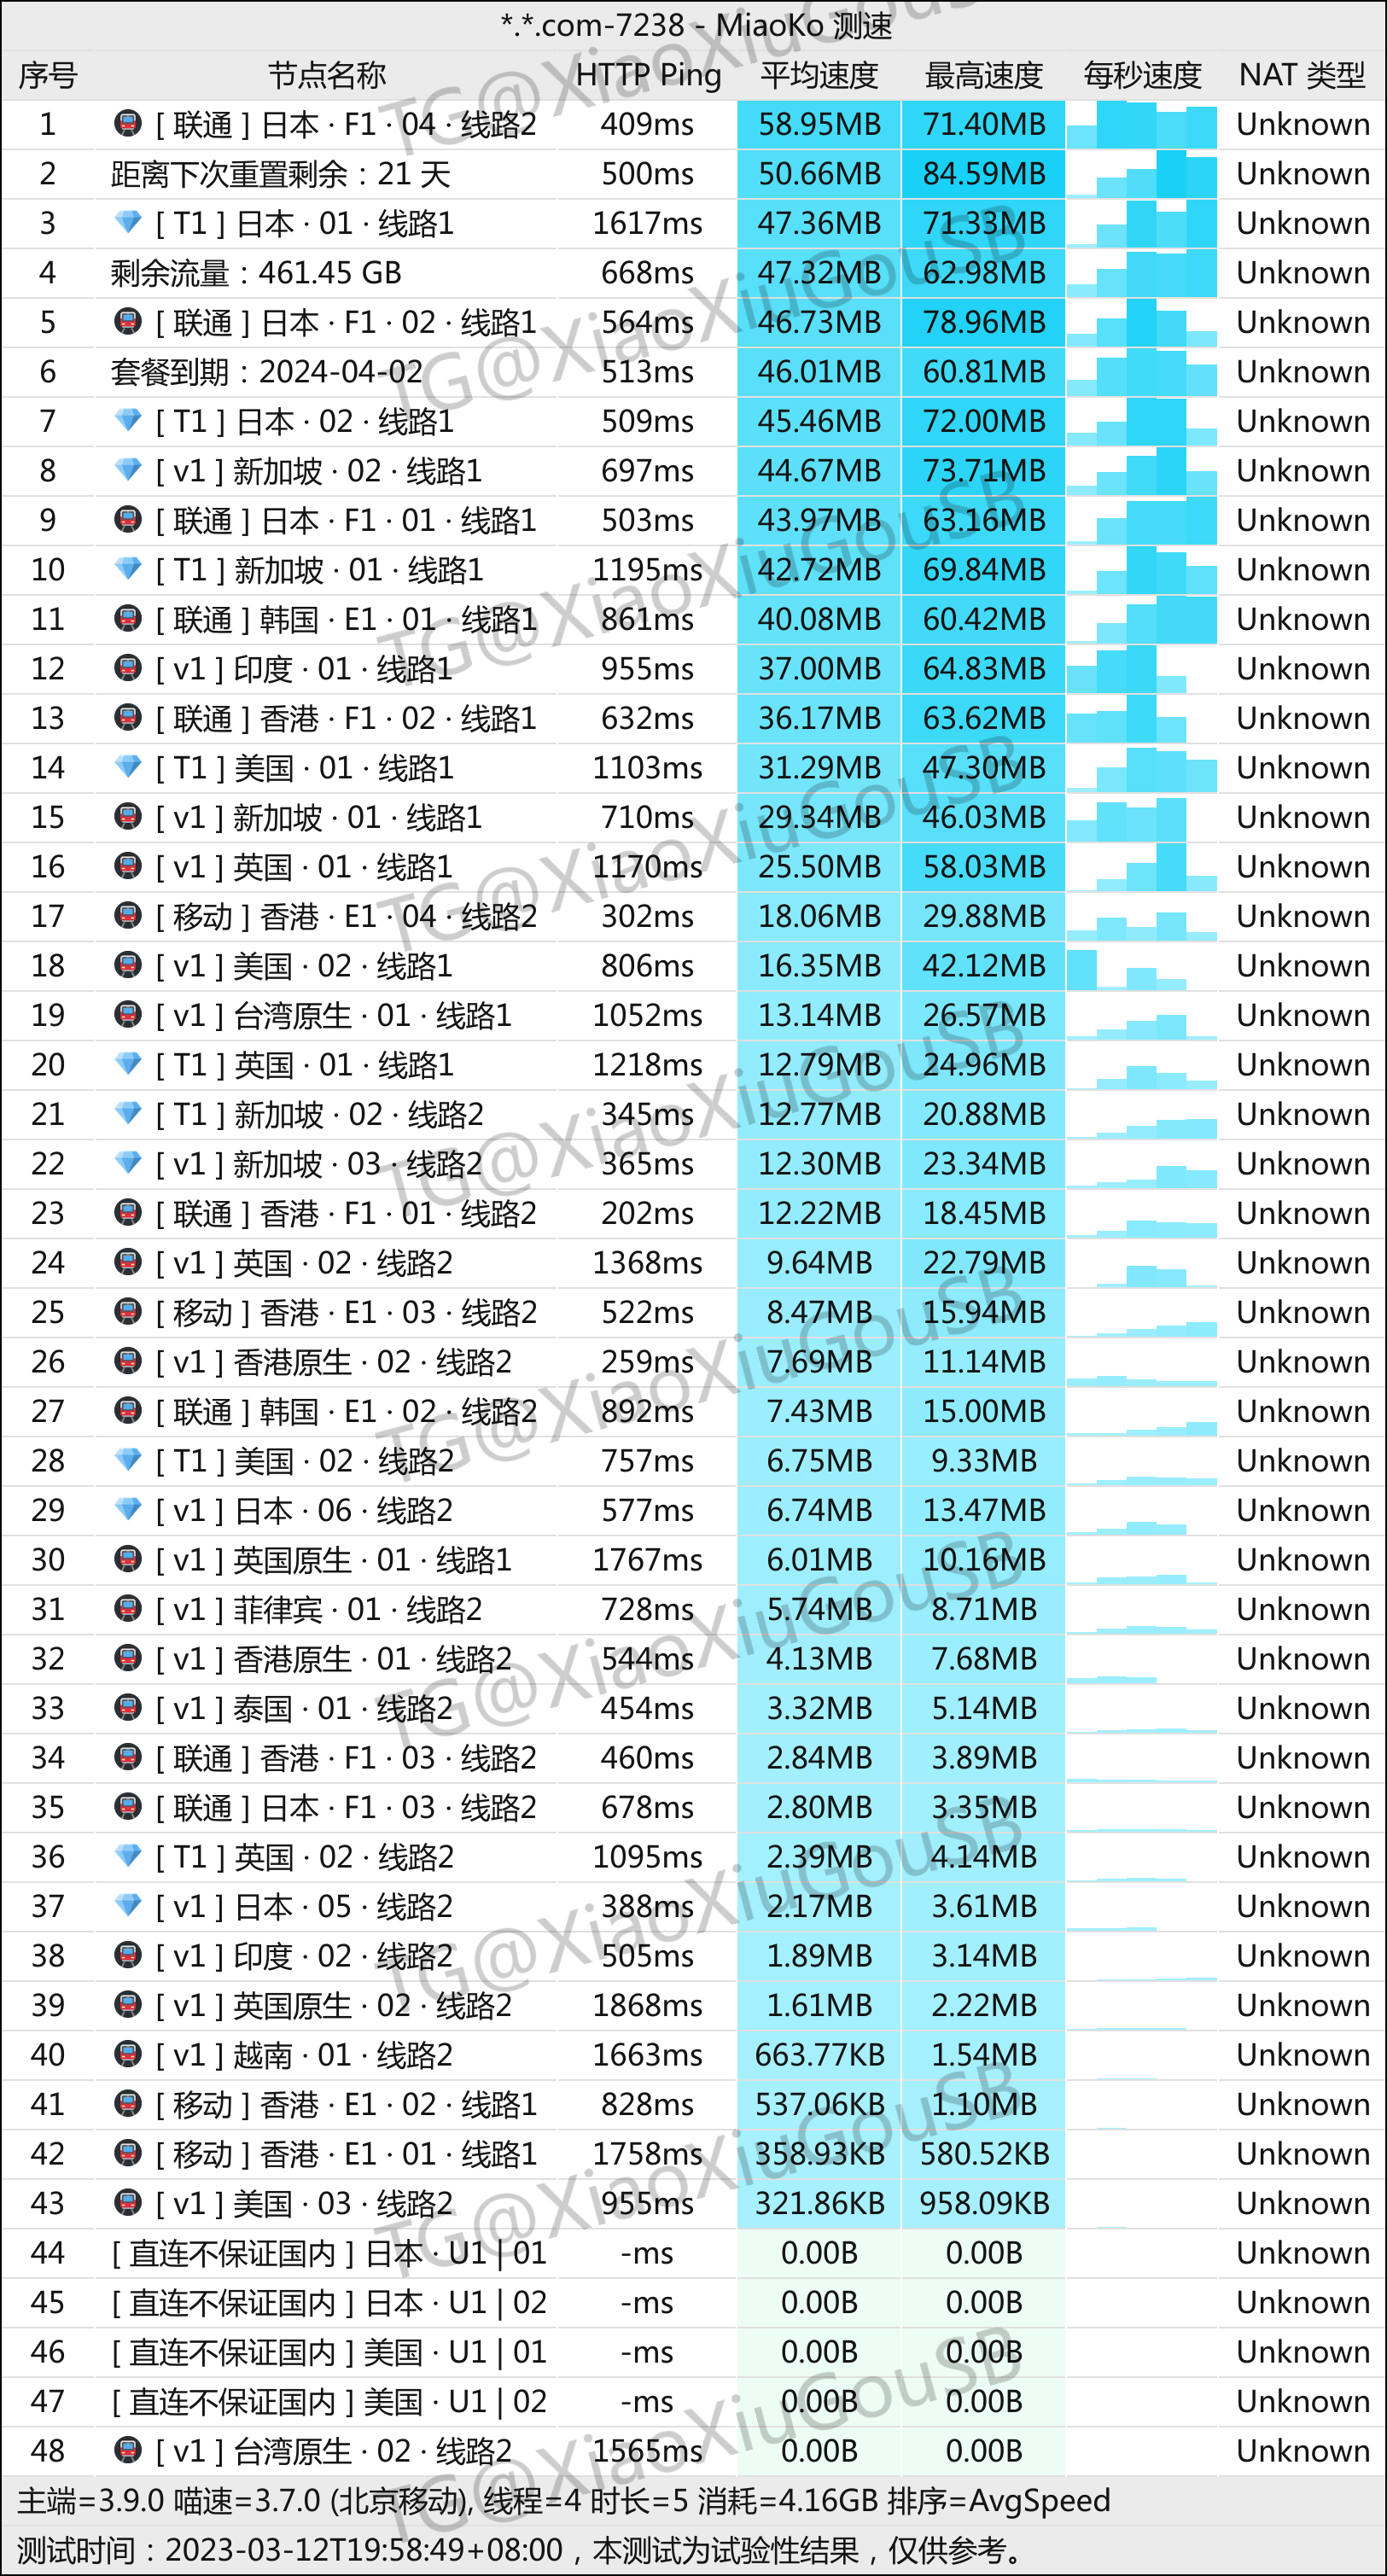 *.*.com-7238 - MiaoKo 测速
序号 节点名称 HTTP Ping 平均速度 最高速度 每秒速度 NAT 类型
1 [ 联通 ] 日本 · F1 · 04 · 线路2 409ms 58.95MB 71.40MB Unknown
2 距离下次重置剩余：21 天 500ms 50.66MB 84.59MB Unknown
3 [ T1 ] 日本 · 01 · 线路1 1617ms 47.36MB 71.33MB Unknown
4 剩余流量：461.45 GB 668ms 47.32MB 62.98MB Unknown
5 [ 联通 ] 日本 · F1 · 02 · 线路1 564ms 46.73MB 78.96MB Unknown
6 套餐到期：2024-04-02 513ms 46.01MB 60.81MB Unknown
7 [ T1 ] 日本 · 02 · 线路1 509ms 45.46MB 72.00MB Unknown
8 [ v1 ] 新加坡 · 02 · 线路1 697ms 44.67MB 73.71MB Unknown
9 [ 联通 ] 日本 · F1 · 01 · 线路1 503ms 43.97MB 63.16MB Unknown
10 [ T1 ] 新加坡 · 01 · 线路1 1195ms 42.72MB 69.84MB Unknown
11 [ 联通 ] 韩国 · E1 · 01 · 线路1 861ms 40.08MB 60.42MB Unknown
12 [ v1 ] 印度 · 01 · 线路1 955ms 37.00MB 64.83MB Unknown
13 [ 联通 ] 香港 · F1 · 02 · 线路1 632ms 36.17MB 63.62MB Unknown
14 [ T1 ] 美国 · 01 · 线路1 1103ms 31.29MB 47.30MB Unknown
15 [ v1 ] 新加坡 · 01 · 线路1 710ms 29.34MB 46.03MB Unknown
16 [ v1 ] 英国 · 01 · 线路1 1170ms 25.50MB 58.03MB Unknown
17 [ 移动 ] 香港 · E1 · 04 · 线路2 302ms 18.06MB 29.88MB Unknown
18 [ v1 ] 美国 · 02 · 线路1 806ms 16.35MB 42.12MB Unknown
19 [ v1 ] 台湾原生 · 01 · 线路1 1052ms 13.14MB 26.57MB Unknown
20 [ T1 ] 英国 · 01 · 线路1 1218ms 12.79MB 24.96MB Unknown
21 [ T1 ] 新加坡 · 02 · 线路2 345ms 12.77MB 20.88MB Unknown
22 [ v1 ] 新加坡 · 03 · 线路2 365ms 12.30MB 23.34MB Unknown
23 [ 联通 ] 香港 · F1 · 01 · 线路2 202ms 12.22MB 18.45MB Unknown
24 [ v1 ] 英国 · 02 · 线路2 1368ms 9.64MB 22.79MB Unknown
25 [ 移动 ] 香港 · E1 · 03 · 线路2 522ms 8.47MB 15.94MB Unknown
26 [ v1 ] 香港原生 · 02 · 线路2 259ms 7.69MB 11.14MB Unknown
27 [ 联通 ] 韩国 · E1 · 02 · 线路2 892ms 7.43MB 15.00MB Unknown
28 [ T1 ] 美国 · 02 · 线路2 757ms 6.75MB 9.33MB Unknown
29 [ v1 ] 日本 · 06 · 线路2 577ms 6.74MB 13.47MB Unknown
30 [ v1 ] 英国原生 · 01 · 线路1 1767ms 6.01MB 10.16MB Unknown
31 [ v1 ] 菲律宾 · 01 · 线路2 728ms 5.74MB 8.71MB Unknown
32 [ v1 ] 香港原生 · 01 · 线路2 544ms 4.13MB 7.68MB Unknown
33 [ v1 ] 泰国 · 01 · 线路2 454ms 3.32MB 5.14MB Unknown
34 [ 联通 ] 香港 · F1 · 03 · 线路2 460ms 2.84MB 3.89MB Unknown
35 [ 联通 ] 日本 · F1 · 03 · 线路2 678ms 2.80MB 3.35MB Unknown
36 [ T1 ] 英国 · 02 · 线路2 1095ms 2.39MB 4.14MB Unknown
37 [ v1 ] 日本 · 05 · 线路2 388ms 2.17MB 3.61MB Unknown
38 [ v1 ] 印度 · 02 · 线路2 505ms 1.89MB 3.14MB Unknown
39 [ v1 ] 英国原生 · 02 · 线路2 1868ms 1.61MB 2.22MB Unknown
40 [ v1 ] 越南 · 01 · 线路2 1663ms 663.77KB 1.54MB Unknown
41 [ 移动 ] 香港 · E1 · 02 · 线路1 828ms 537.06KB 1.10MB Unknown
42 [ 移动 ] 香港 · E1 · 01 · 线路1 1758ms 358.93KB 580.52KB Unknown
43 [ v1 ] 美国 · 03 · 线路2 955ms 321.86KB 958.09KB Unknown
44 [ 直连不保证国内 ] 日本 · U1 | 01 -ms 0.00B 0.00B Unknown
45 [ 直连不保证国内 ] 日本 · U1 | 02 -ms 0.00B 0.00B Unknown
46 [ 直连不保证国内 ] 美国 · U1 | 01 -ms 0.00B 0.00B Unknown
47 [ 直连不保证国内 ] 美国 · U1 | 02 -ms 0.00B 0.00B Unknown
48 [ v1 ] 台湾原生 · 02 · 线路2 1565ms 0.00B 0.00B Unknown
主端=3.9.0 喵速=3.7.0 (北京移动), 线程=4 时长=5 消耗=4.16GB 排序=AvgSpeed
测试时间：2023-03-12T19:58:49+08:00，本测试为试验性结果，仅供参考。
TG@XiaoXiuGouSB
TG@XiaoXiuGouSB
TG@XiaoXiuGouSB
TG@XiaoXiuGouSB
TG@XiaoXiuGouSB
TG@XiaoXiuGouSB
TG@XiaoXiuGouSB
TG@XiaoXiuGouSB
TG@XiaoXiuGouSB
TG@XiaoXiuGouSB